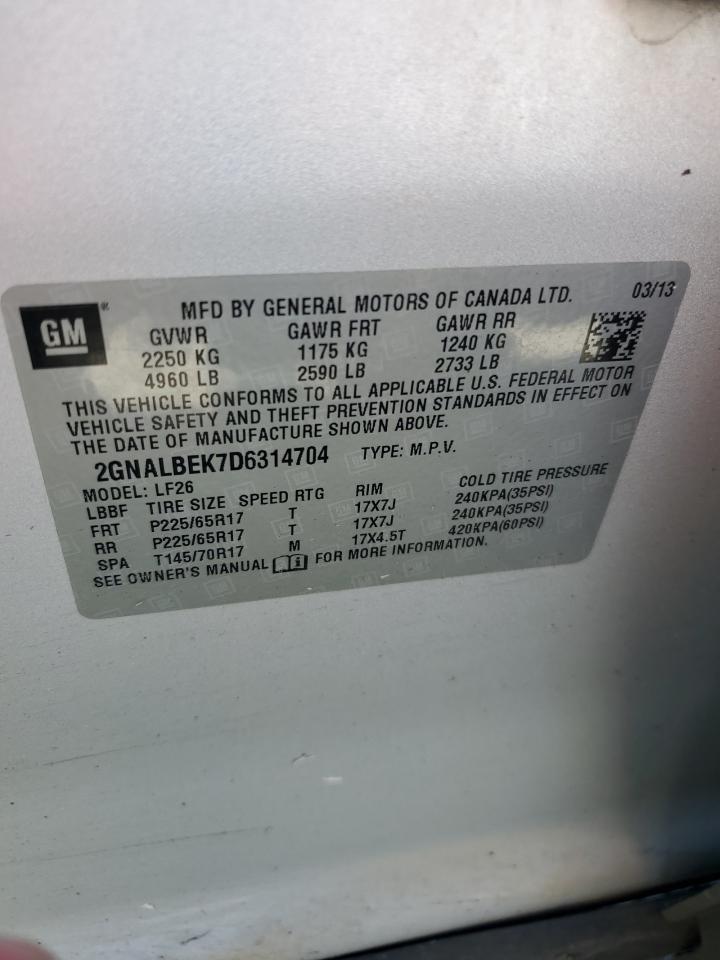 GM ®
MFD BY GENERAL MOTORS OF CANADA LTD. 03/13
GVWR GAWR FRT GAWR RR
2250 KG 1175 KG 1240 KG
4960 LB 2590 LB 2733 LB
THIS VEHICLE CONFORMS TO ALL APPLICABLE U.S. FEDERAL MOTOR
VEHICLE SAFETY AND THEFT PREVENTION STANDARDS IN EFFECT ON
THE DATE OF MANUFACTURE SHOWN ABOVE.
2GNALBEK7D6314704 TYPE: M.P.V.
MODEL: LF26
LBBF TIRE SIZE SPEED RTG RIM COLD TIRE PRESSURE
FRT P225/65R17 T 17X7J 240KPA(35PSI)
RR P225/65R17 T 17X7J 240KPA(35PSI)
SPA T145/70R17 M 17X4.5T 420KPA(60PSI)
SEE OWNER'S MANUAL FOR MORE INFORMATION.